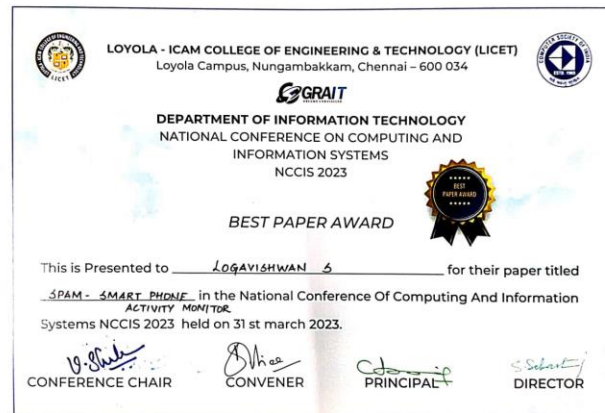 LOYOLA - ICAM COLLEGE OF ENGINEERING & TECHNOLOGY (LICET)
Loyola Campus, Nungambakkam, Chennai – 600 034
GRAIT
DEPARTMENT OF INFORMATION TECHNOLOGY
NATIONAL CONFERENCE ON COMPUTING AND
INFORMATION SYSTEMS
NCCIS 2023
BEST
PAPER AWARD
BEST PAPER AWARD
This is Presented to LOGAVISHWAN S for their paper titled
SPAM - SMART PHONE in the National Conference Of Computing And Information
ACTIVITY MONITOR
Systems NCCIS 2023 held on 31 st march 2023.
CONFERENCE CHAIR CONVENER PRINCIPAL DIRECTOR